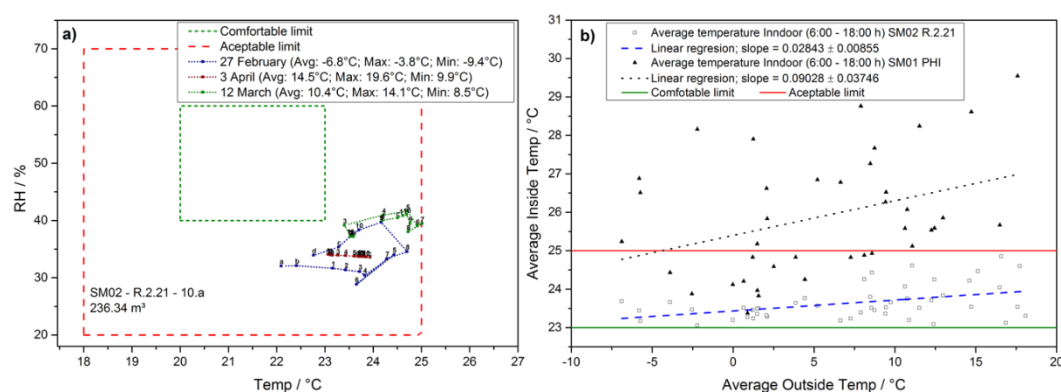 a)
Comfortable limit
Aceptable limit
27 February (Avg: -6.8°C; Max: -3.8°C; Min: -9.4°C)
3 April (Avg: 14.5°C; Max: 19.6°C; Min: 9.9°C)
12 March (Avg: 10.4°C; Max: 14.1°C; Min: 8.5°C)
70
60
50
40
30
20
RH / %
SM02 - R.2.21 - 10.a
236.34 m³
17 18 19 20 21 22 23 24 25 26 27
Temp / °C
b)
Average temperature Inndoor (6:00 - 18:00 h) SM02 R.2.21
Linear regresion; slope = 0.02843 ± 0.00855
Average temperature Inndoor (6:00 - 18:00 h) SM01 PHI
Linear regresion; slope = 0.09028 ± 0.03746
Comfotable limit Aceptable limit
30
29
28
27
26
25
24
23
22
Average Inside Temp / °C
-10 -5 0 5 10 15 20
Average Outside Temp / °C